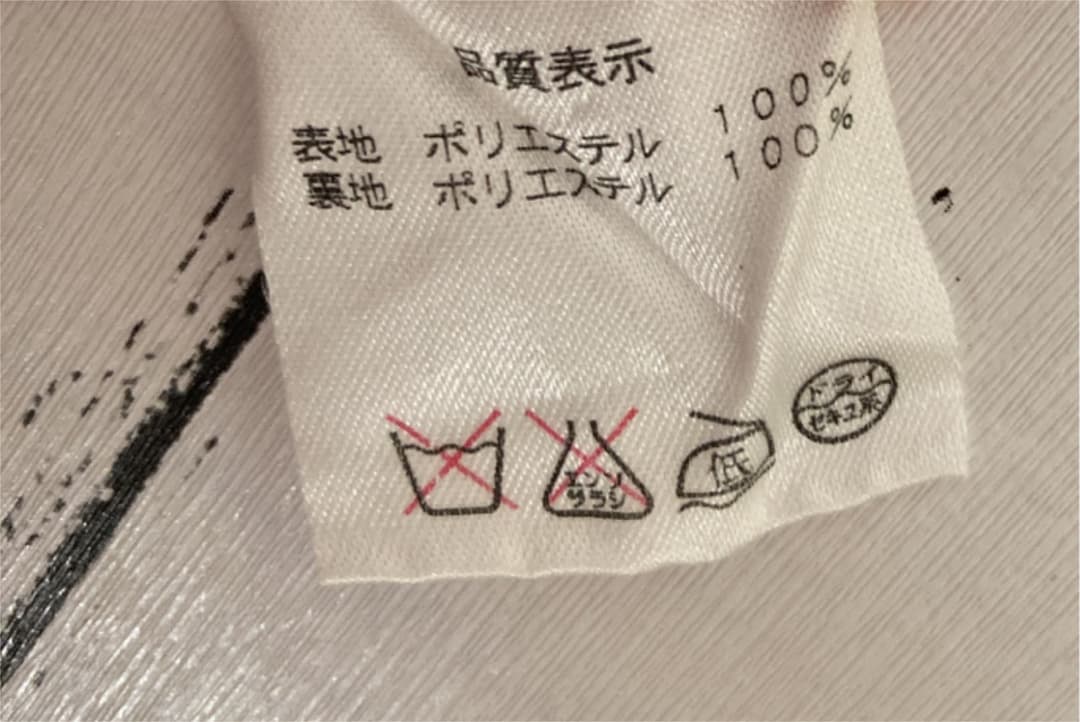 品質表示
表地 ポリエステル 100%
裏地 ポリエステル 100%
エンソ
サラシ
低
ドライ
セキユ系